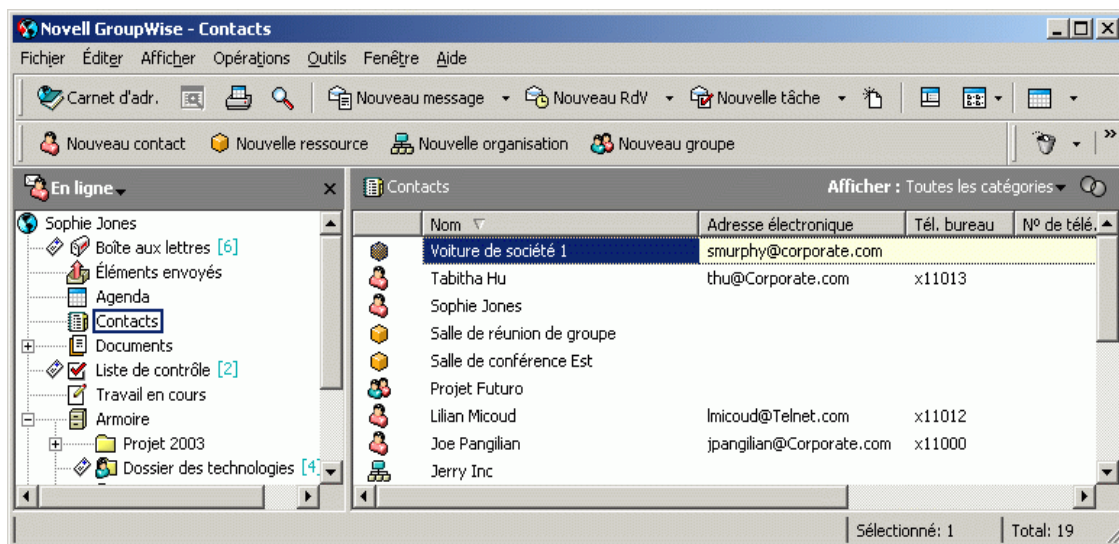 Novell GroupWise - Contacts
Fichier Éditer Afficher Opérations Outils Fenêtre Aide
Carnet d'adr. Nouveau message Nouveau RdV Nouvelle tâche
Nouveau contact Nouvelle ressource Nouvelle organisation Nouveau groupe »
En ligne
Contacts Afficher : Toutes les catégories
Sophie Jones
Boîte aux lettres [6]
Éléments envoyés
Agenda
Contacts
Documents
Liste de contrôle [2]
Travail en cours
Armoire
Projet 2003
Dossier des technologies [4]
Nom Adresse électronique Tél. bureau Nº de télé.
Voiture de société 1 smurphy@corporate.com
Tabitha Hu thu@Corporate.com x11013
Sophie Jones
Salle de réunion de groupe
Salle de conférence Est
Projet Futuro
Lilian Micoud lmicoud@Telnet.com x11012
Joe Pangilian jpangilian@Corporate.com x11000
Jerry Inc
Sélectionné: 1 Total: 19